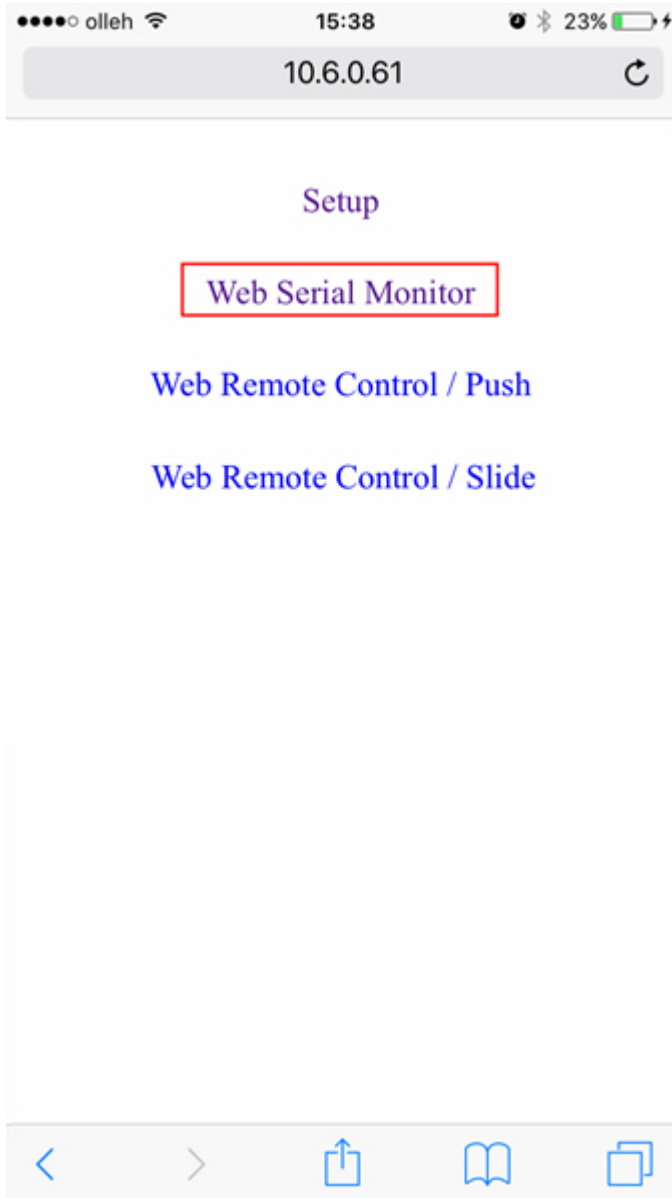 olleh 15:38 23%
10.6.0.61
Setup
Web Serial Monitor
Web Remote Control / Push
Web Remote Control / Slide